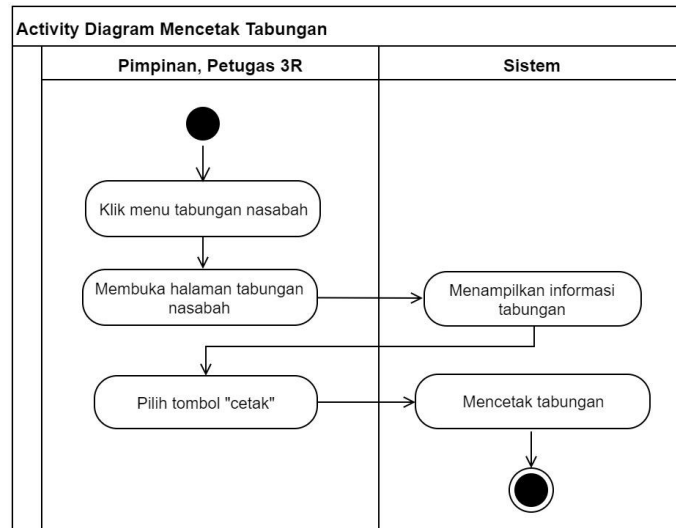 Activity Diagram Mencetak Tabungan
Pimpinan, Petugas 3R
Sistem
Klik menu tabungan nasabah
Membuka halaman tabungan
nasabah
Menampilkan informasi
tabungan
Pilih tombol "cetak"
Mencetak tabungan